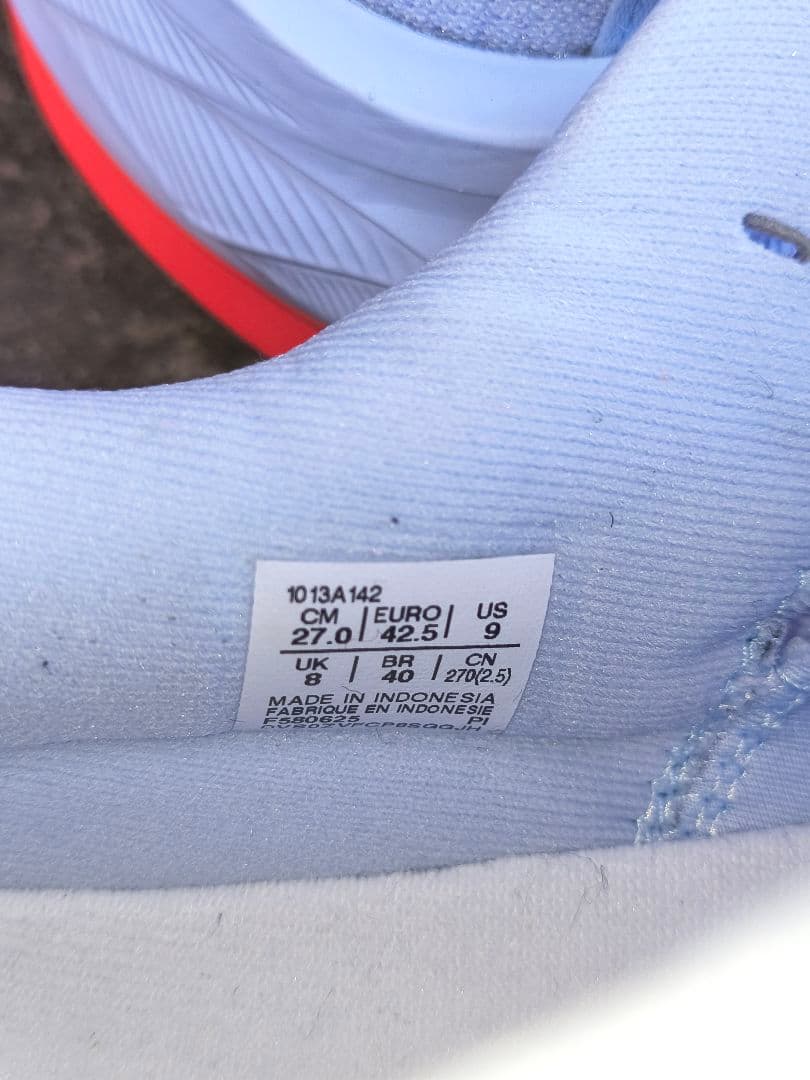 1013A142
CM | EURO | US
27.0 | 42.5 | 9
UK | BR | CN
8 | 40 | 270(2.5)
MADE IN INDONESIA
FABRIQUE EN INDONESIE
F580625 PI